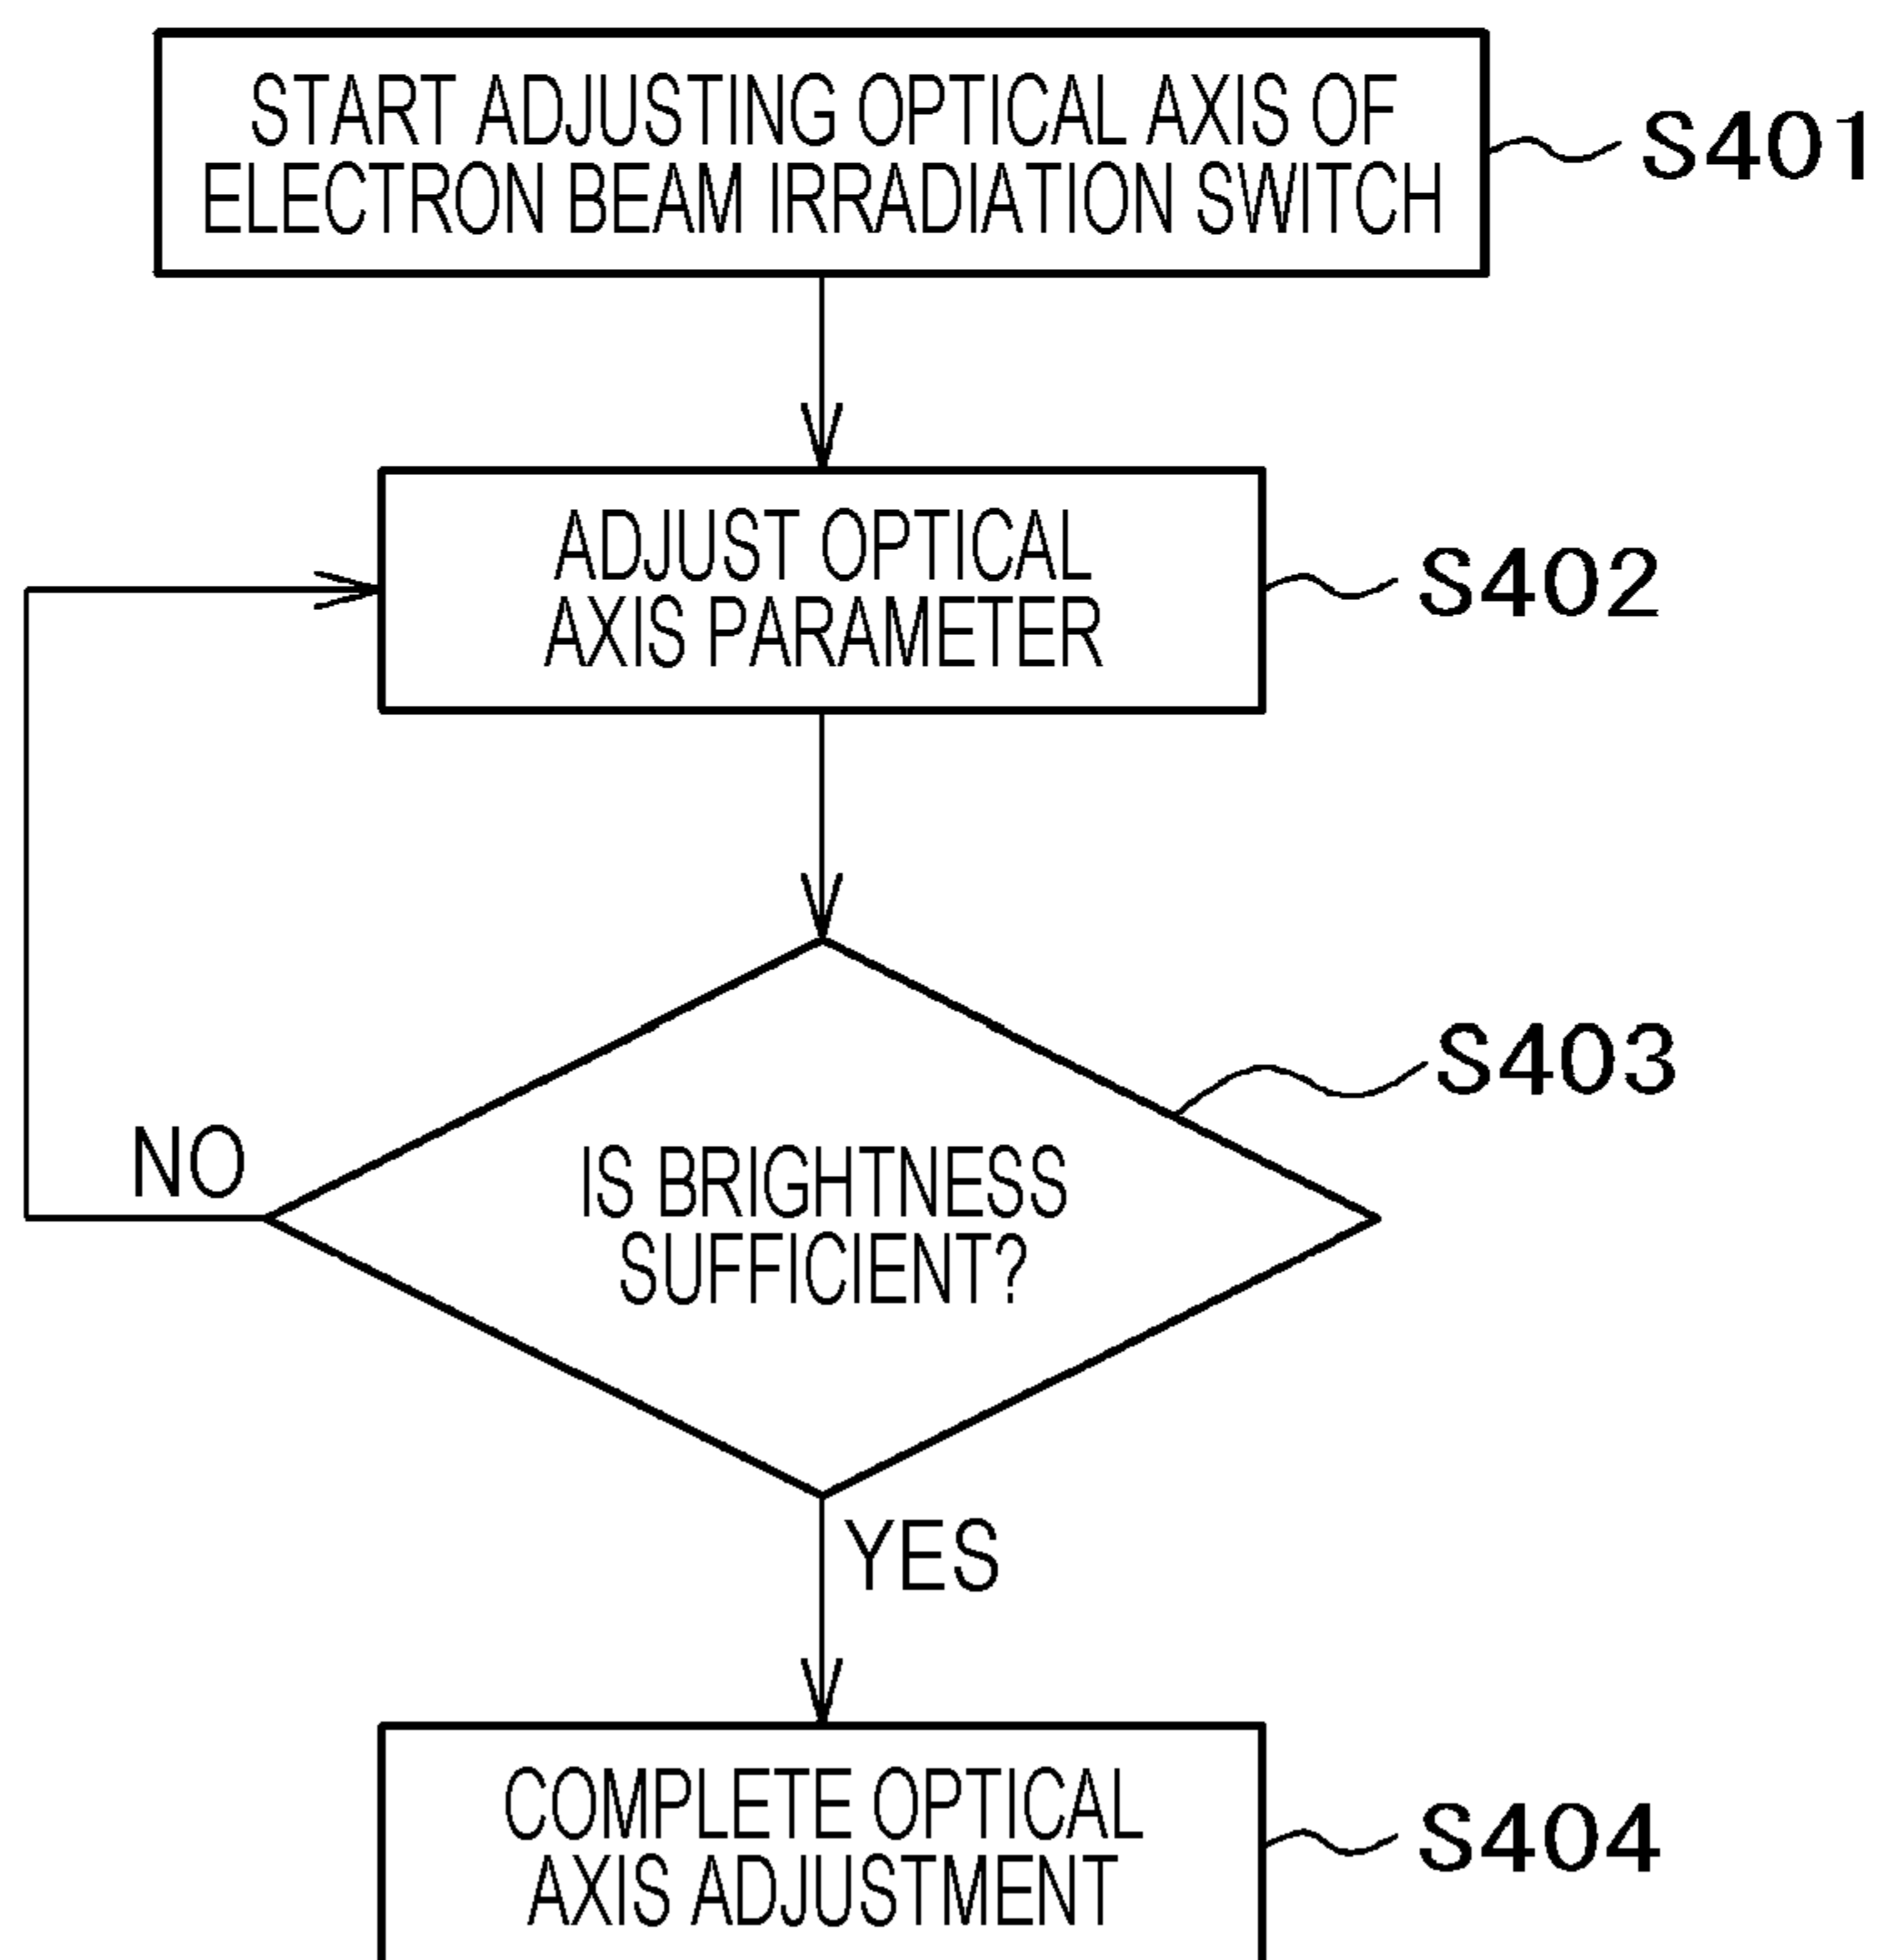 START ADJUSTING OPTICAL AXIS OF
ELECTRON BEAM IRRADIATION SWITCH
S401
ADJUST OPTICAL
AXIS PARAMETER
S402
S403
NO
IS BRIGHTNESS
SUFFICIENT?
YES
COMPLETE OPTICAL
AXIS ADJUSTMENT
S404